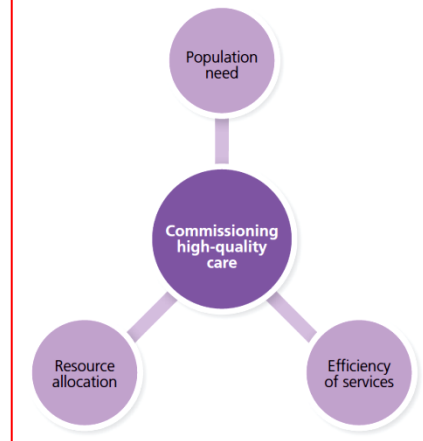 Population
need
Commissioning
high-quality
care
Resource
allocation
Efficiency
of services